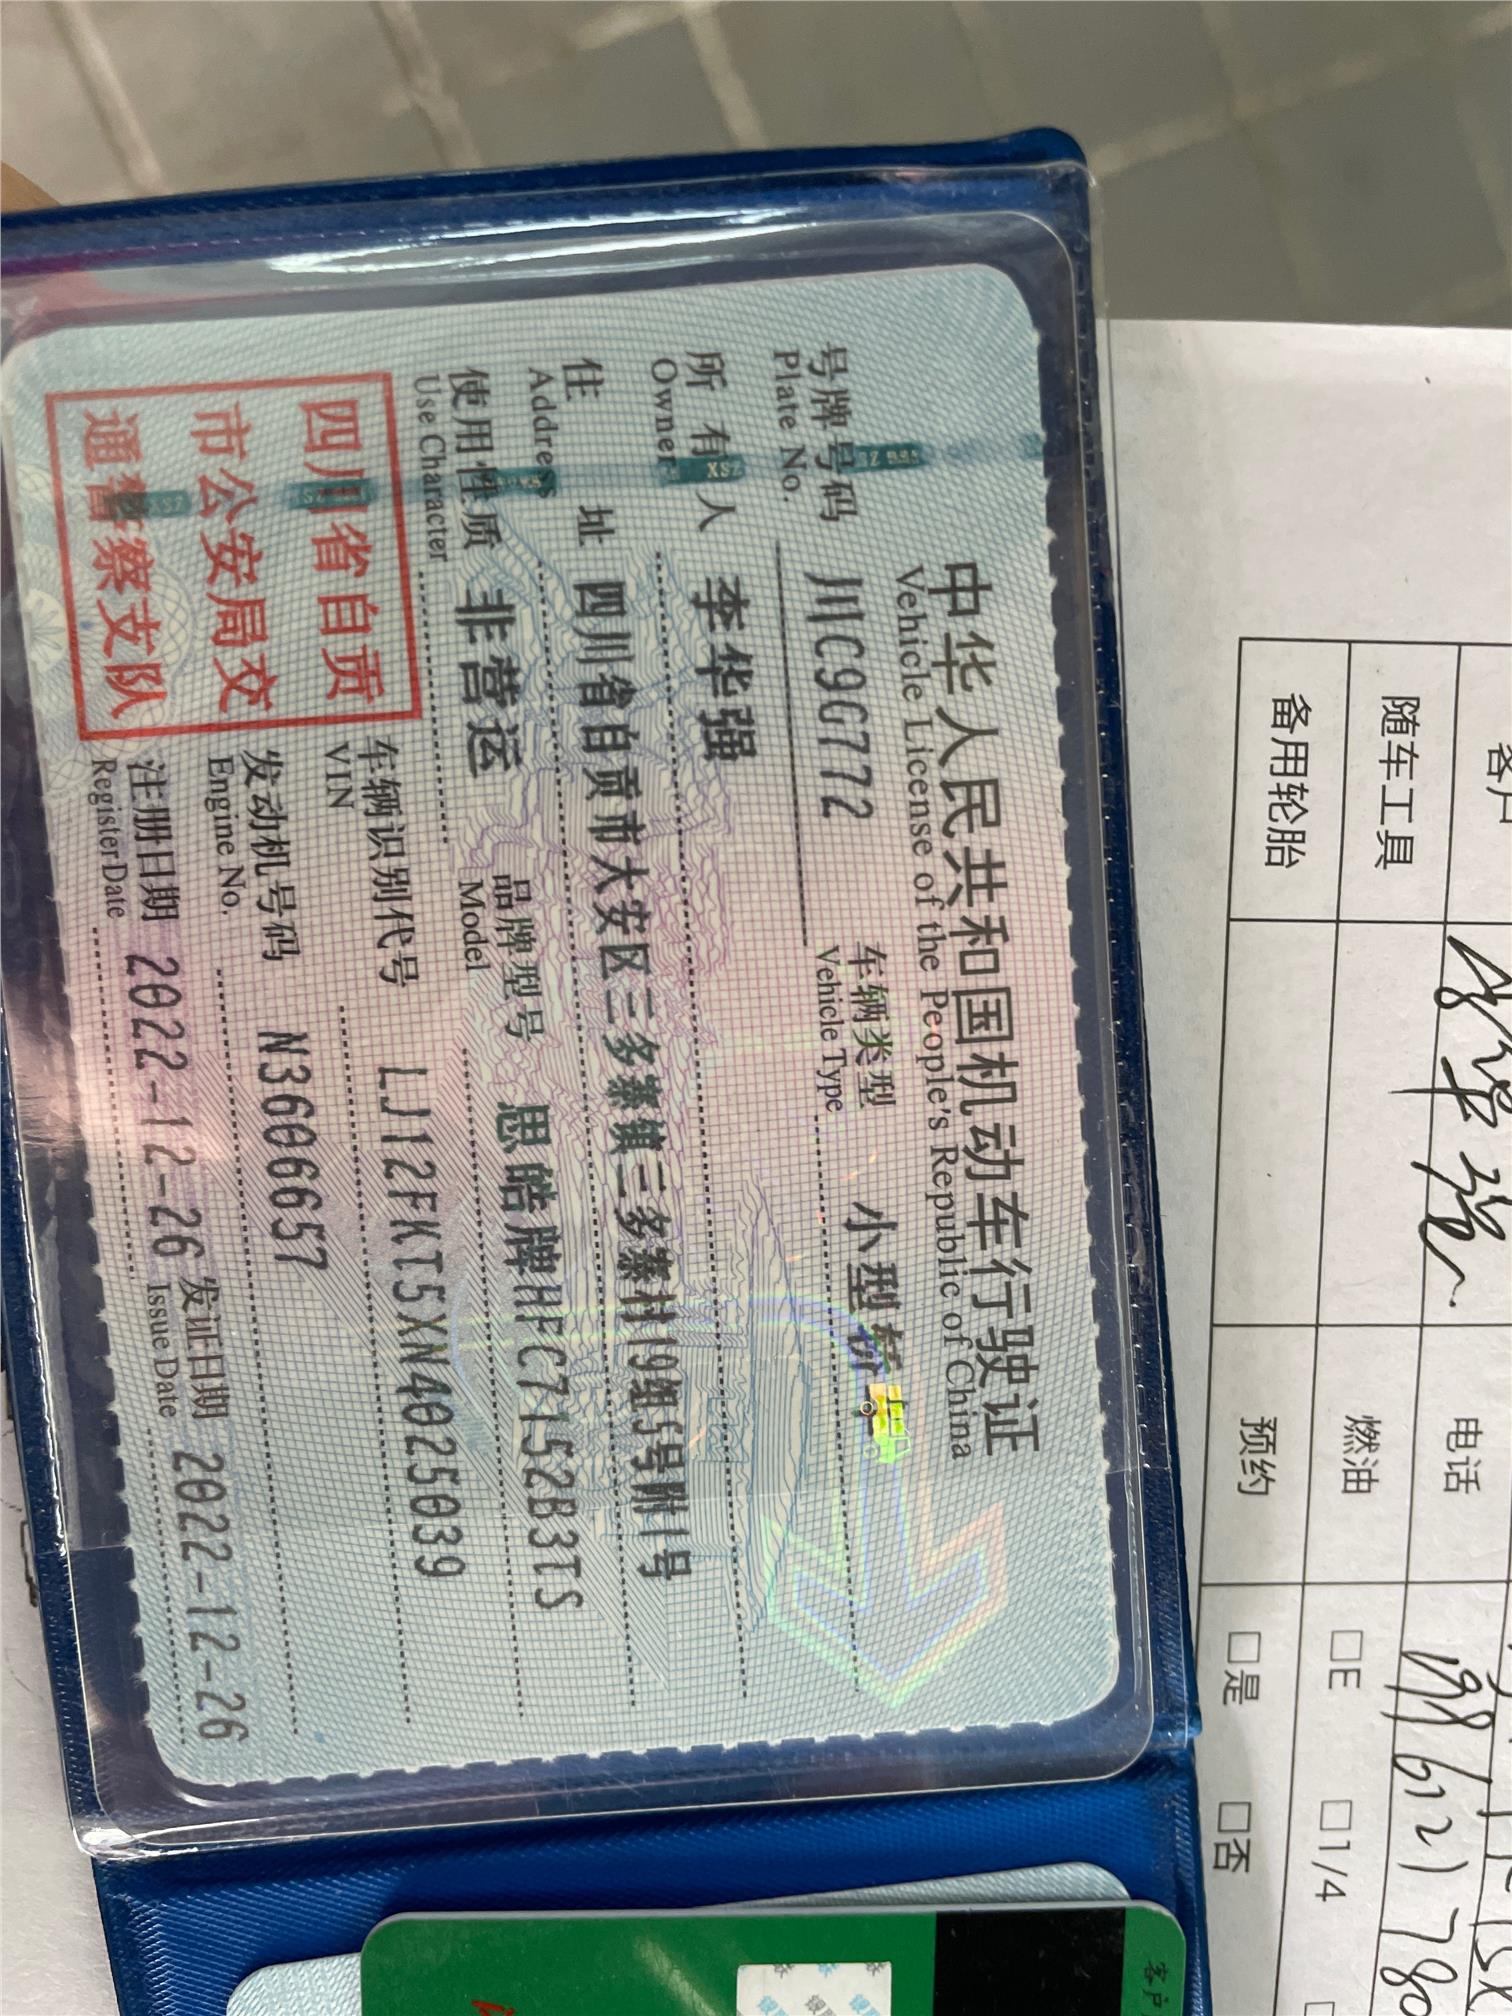 中华人民共和国机动车行驶证
Vehicle License of the People's Republic of China
号牌号码 川C9G772 车辆类型 小型轿
Plate No. Vehicle Type
所有人 李华强
Owner
住址 四川省自贡市大安区三多寨镇三多寨村19组5号附1号
Address
使用性质 非营运 品牌型号 思皓牌HFC7152B3TS
Use Character Model
四川省自贡
市公安局交
通警察支队
车辆识别代号 LJ12FKT5XN4025039
VIN
发动机号码 N3606657
Engine No.
注册日期 2022-12-26 发证日期 2022-12-26
Register Date Issue Date
客户 电话
随车工具 燃油 □E □1/4
备用轮胎 预约 □是 □否
客户